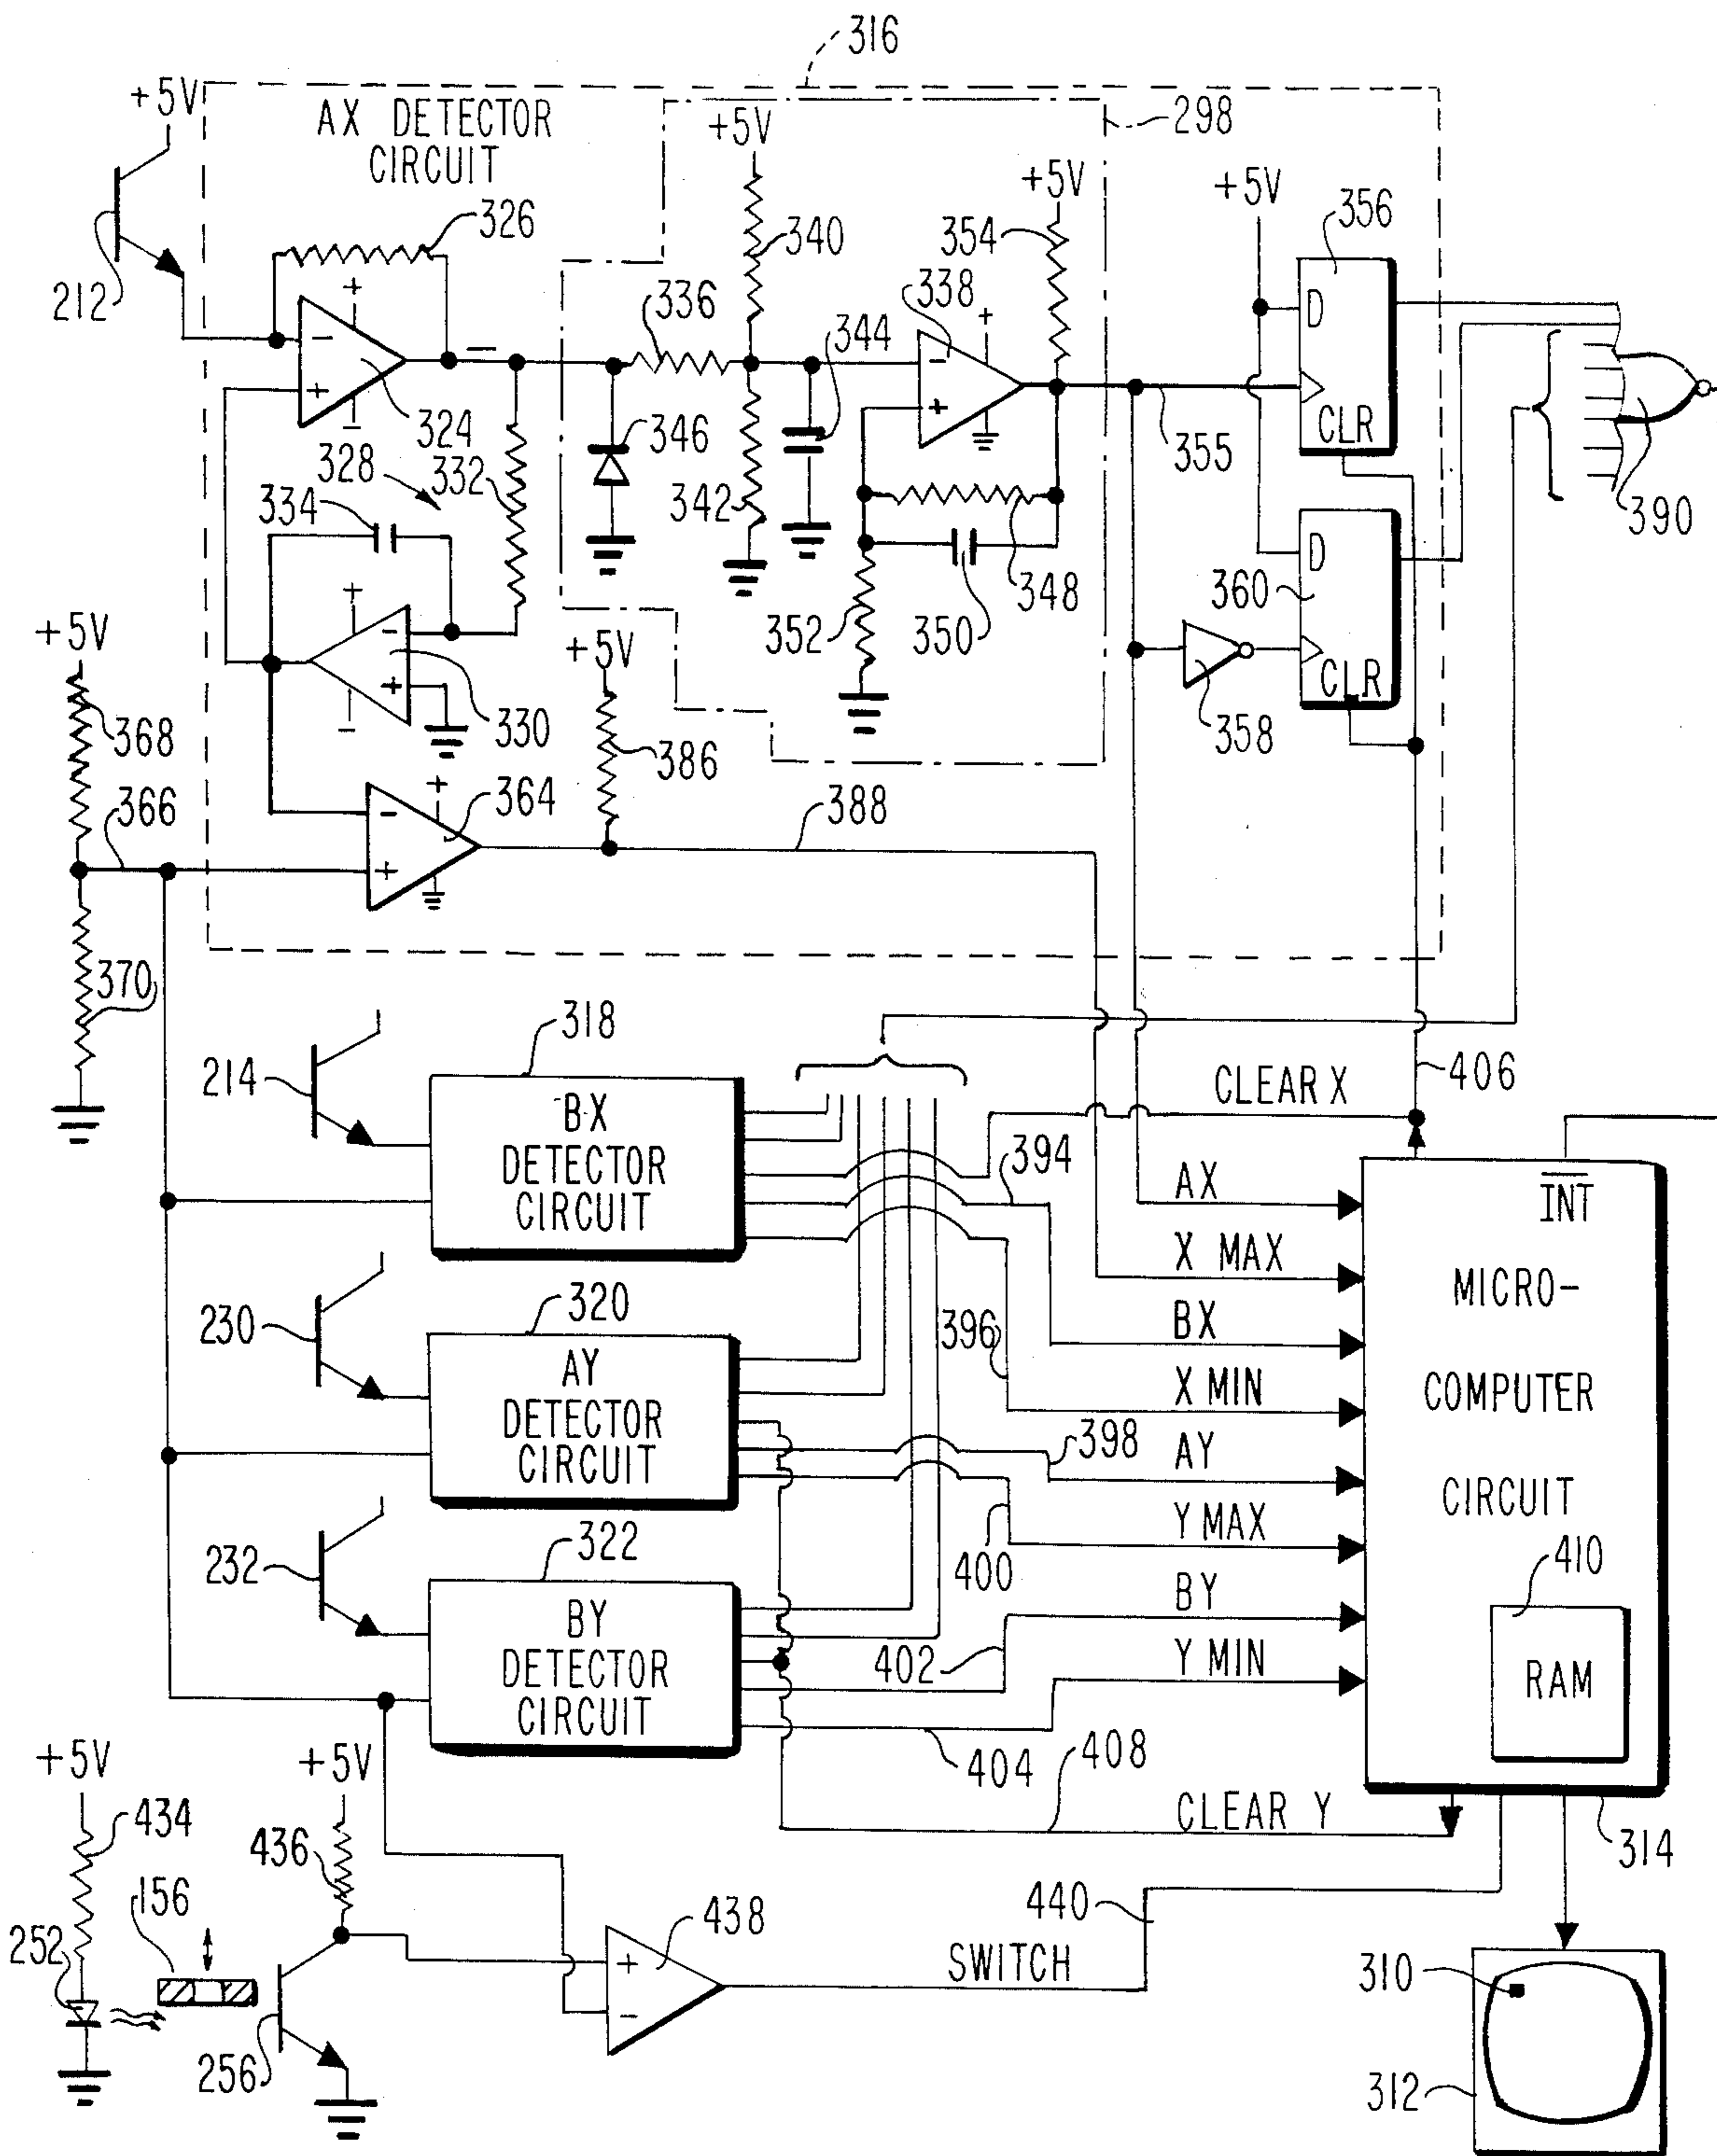 316
+5V
AX DETECTOR
CIRCUIT
+5V
298
+5V
+5V
356
326
340
354
212
D
336
338
344
+
-
+
-
+
324
-
+
346
CLR
355
328
332
342
390
334
D
348
360
352
350
+5V
+
-
+5V
CLR
368
+
330
358
-
386
366
+
364
388
-
+
370
318
214
CLEAR X
406
BX
DETECTOR
CIRCUIT
394
AX
INT
X MAX
MICRO-
230
320
BX
396
AY
DETECTOR
CIRCUIT
X MIN
COMPUTER
398
AY
CIRCUIT
232
322
400
Y MAX
410
BY
DETECTOR
CIRCUIT
BY
402
Y MIN
RAM
+5V
+5V
404
408
434
CLEAR Y
314
436
156
438
440
252
+
SWITCH
310
-
256
312